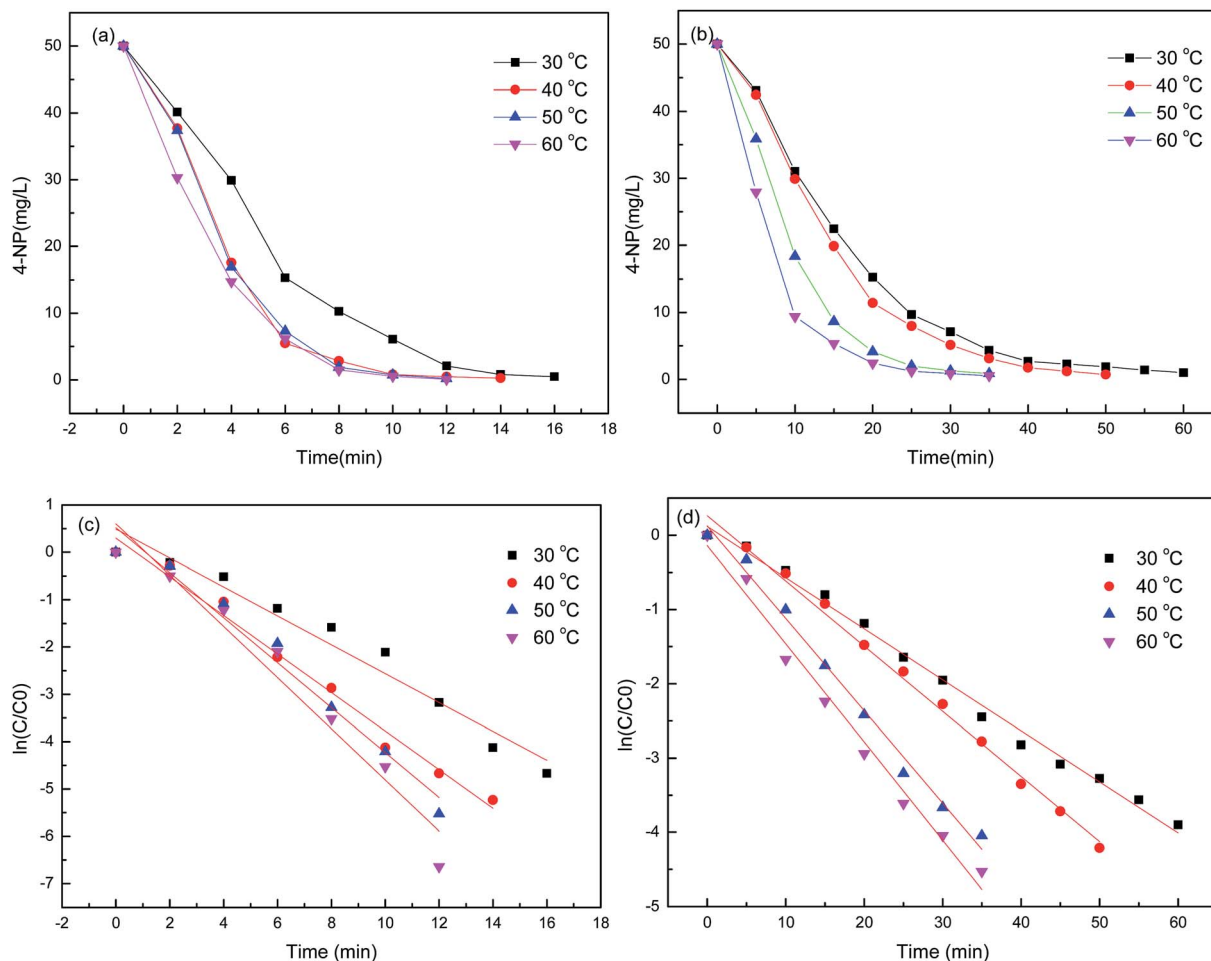 (a)
30 °C
40 °C
50 °C
60 °C
4-NP(mg/L)
50
40
30
20
10
0
-2 0 2 4 6 8 10 12 14 16 18
Time(min)
(b)
30 °C
40 °C
50 °C
60 °C
4-NP(mg/L)
50
40
30
20
10
0
0 10 20 30 40 50 60
Time(min)
(c)
30 °C
40 °C
50 °C
60 °C
ln(C/C0)
1
0
-1
-2
-3
-4
-5
-6
-7
-2 0 2 4 6 8 10 12 14 16 18
Time (min)
(d)
30 °C
40 °C
50 °C
60 °C
ln(C/C0)
0
-1
-2
-3
-4
-5
0 10 20 30 40 50 60
Time (min)